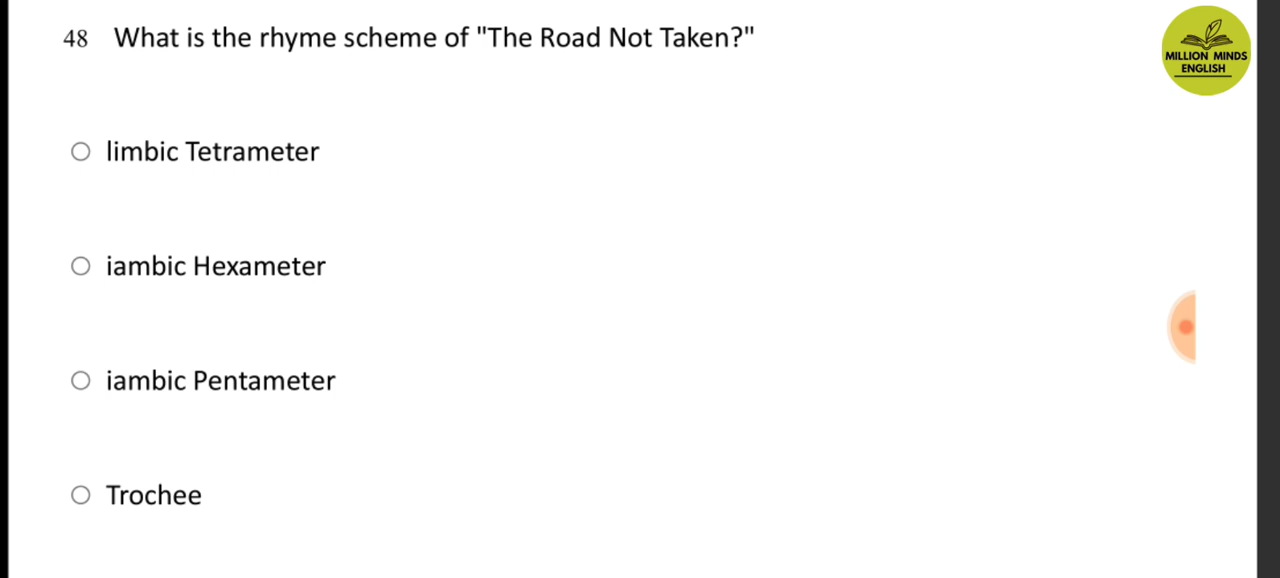 48 What is the rhyme scheme of "The Road Not Taken?"
MILLION MINDS
ENGLISH
limbic Tetrameter
iambic Hexameter
iambic Pentameter
Trochee